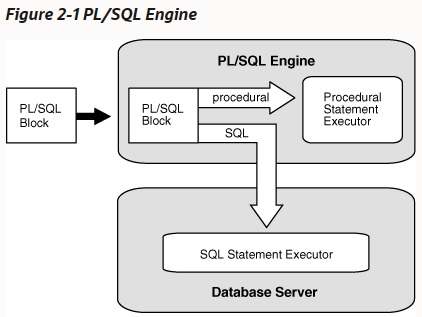 Figure 2-1 PL/SQL Engine
PL/SQL Engine
PL/SQL
Block
PL/SQL
Block
procedural
SQL
Procedural
Statement
Executor
SQL Statement Executor
Database Server